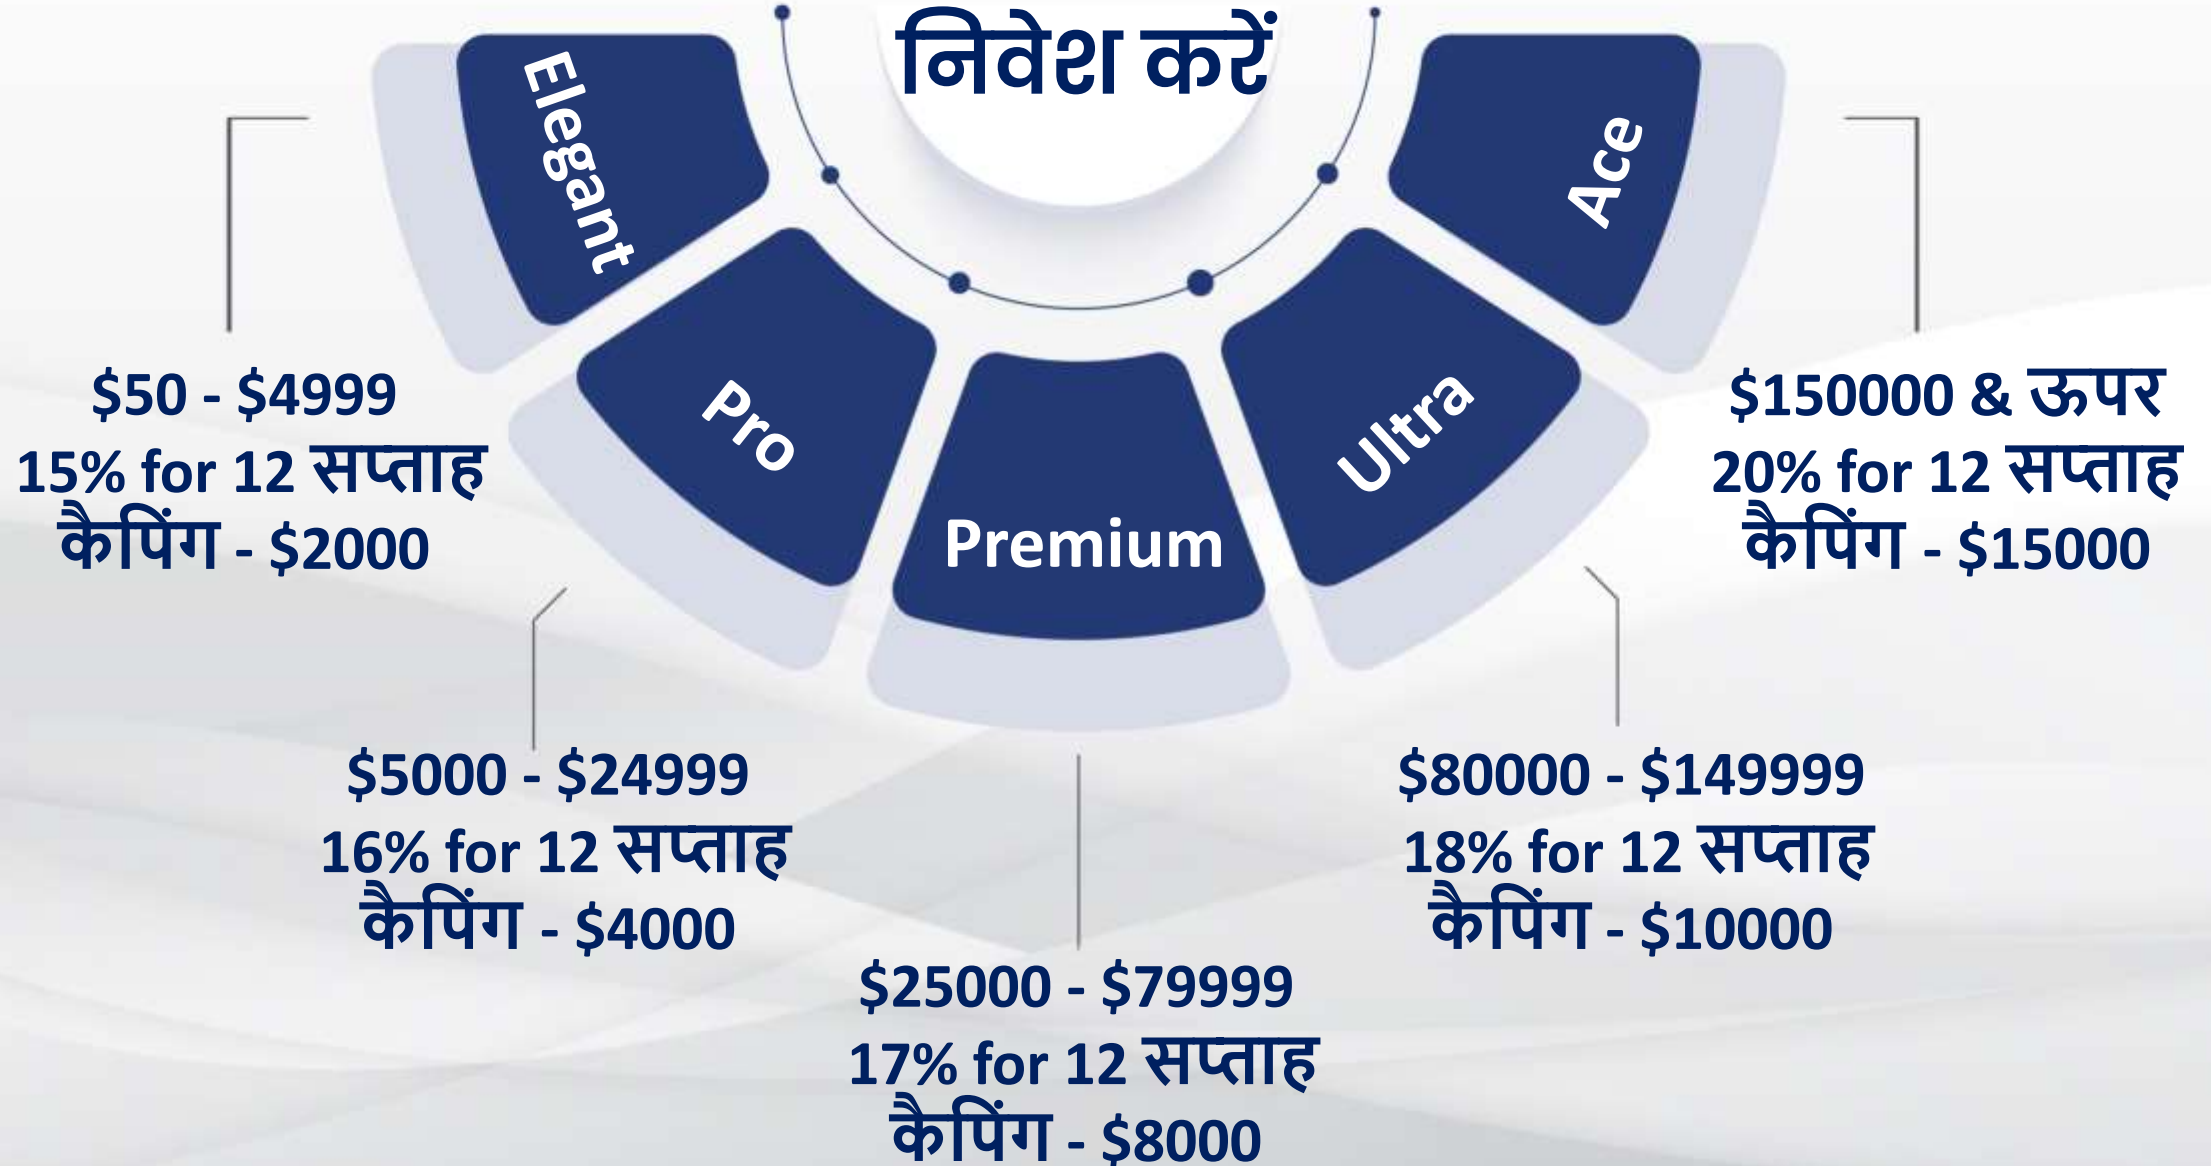 निवेश करें
Elegant
Pro
Premium
Ultra
Ace
$50 - $4999
15% for 12 सप्ताह
कैपिंग - $2000
$5000 - $24999
16% for 12 सप्ताह
कैपिंग - $4000
$25000 - $79999
17% for 12 सप्ताह
कैपिंग - $8000
$80000 - $149999
18% for 12 सप्ताह
कैपिंग - $10000
$150000 & ऊपर
20% for 12 सप्ताह
कैपिंग - $15000